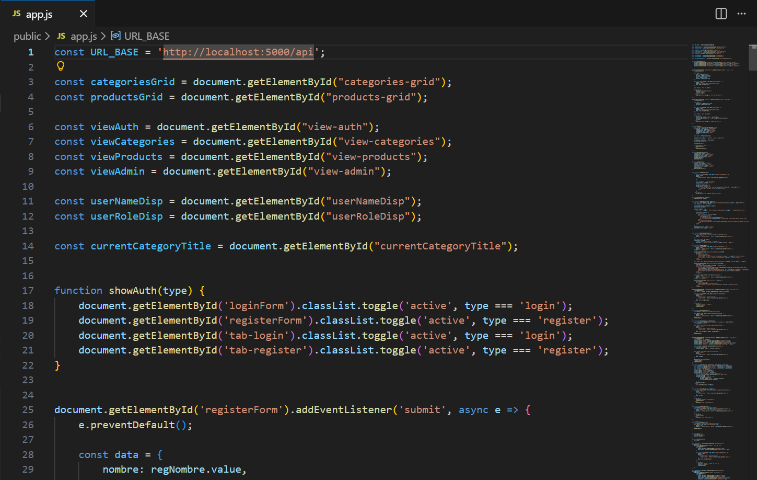 JS app.js ×
public > JS app.js > URL_BASE
1 const URL_BASE = 'http://localhost:5000/api';
2
3 const categoriesGrid = document.getElementById("categories-grid");
4 const productsGrid = document.getElementById("products-grid");
5
6 const viewAuth = document.getElementById("view-auth");
7 const viewCategories = document.getElementById("view-categories");
8 const viewProducts = document.getElementById("view-products");
9 const viewAdmin = document.getElementById("view-admin");
10
11 const userNameDisp = document.getElementById("userNameDisp");
12 const userRoleDisp = document.getElementById("userRoleDisp");
13
14 const currentCategoryTitle = document.getElementById("currentCategoryTitle");
15
16
17 function showAuth(type) {
18     document.getElementById('loginForm').classList.toggle('active', type === 'login');
19     document.getElementById('registerForm').classList.toggle('active', type === 'register');
20     document.getElementById('tab-login').classList.toggle('active', type === 'login');
21     document.getElementById('tab-register').classList.toggle('active', type === 'register');
22 }
23
24
25 document.getElementById('registerForm').addEventListener('submit', async e => {
26     e.preventDefault();
27
28     const data = {
29         nombre: regNombre.value,